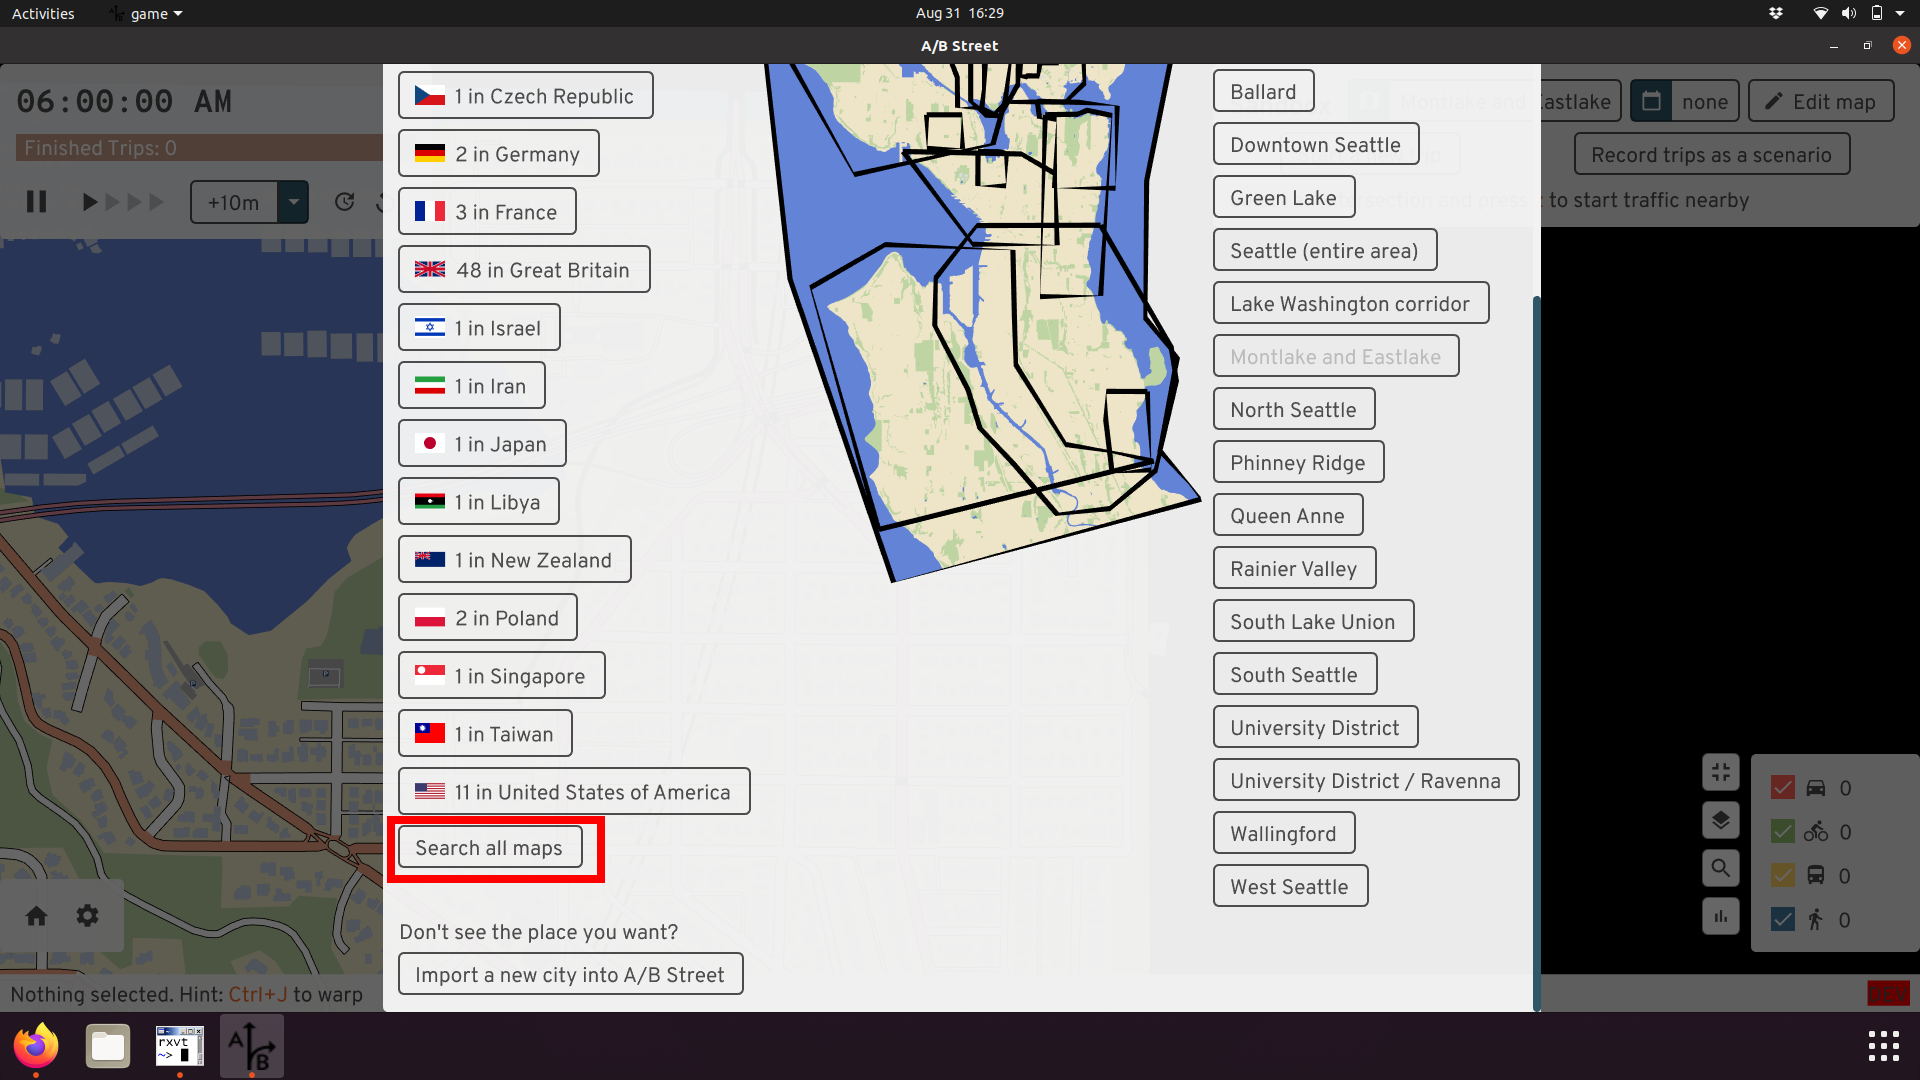 Activities
game
Aug 31 16:29
A/B Street
06:00:00 AM
Finished Trips: 0
+10m
1 in Czech Republic
2 in Germany
3 in France
48 in Great Britain
1 in Israel
1 in Iran
1 in Japan
1 in Libya
1 in New Zealand
2 in Poland
1 in Singapore
1 in Taiwan
11 in United States of America
Search all maps
Don't see the place you want?
Import a new city into A/B Street
Ballard
Downtown Seattle
Green Lake
Seattle (entire area)
Lake Washington corridor
Montlake and Eastlake
North Seattle
Phinney Ridge
Queen Anne
Rainier Valley
South Lake Union
South Seattle
University District
University District / Ravenna
Wallingford
West Seattle
Montlake and Eastlake
none
Edit map
Record trips as a scenario
to start traffic nearby
0
0
0
0
Nothing selected. Hint: Ctrl+J to warp
DEV
rxvt
~>
A
B